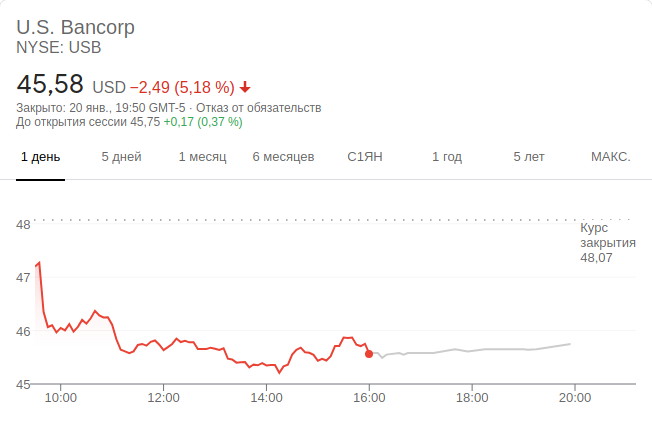 U.S. Bancorp
NYSE: USB
45,58 USD −2,49 (5,18 %)
Закрыто: 20 янв., 19:50 GMT-5 · Отказ от обязательств
До открытия сессии 45,75 +0,17 (0,37 %)
1 день 5 дней 1 месяц 6 месяцев С1ЯН 1 год 5 лет МАКС.
48
Курс
закрытия
48,07
47
46
45
10:00 12:00 14:00 16:00 18:00 20:00